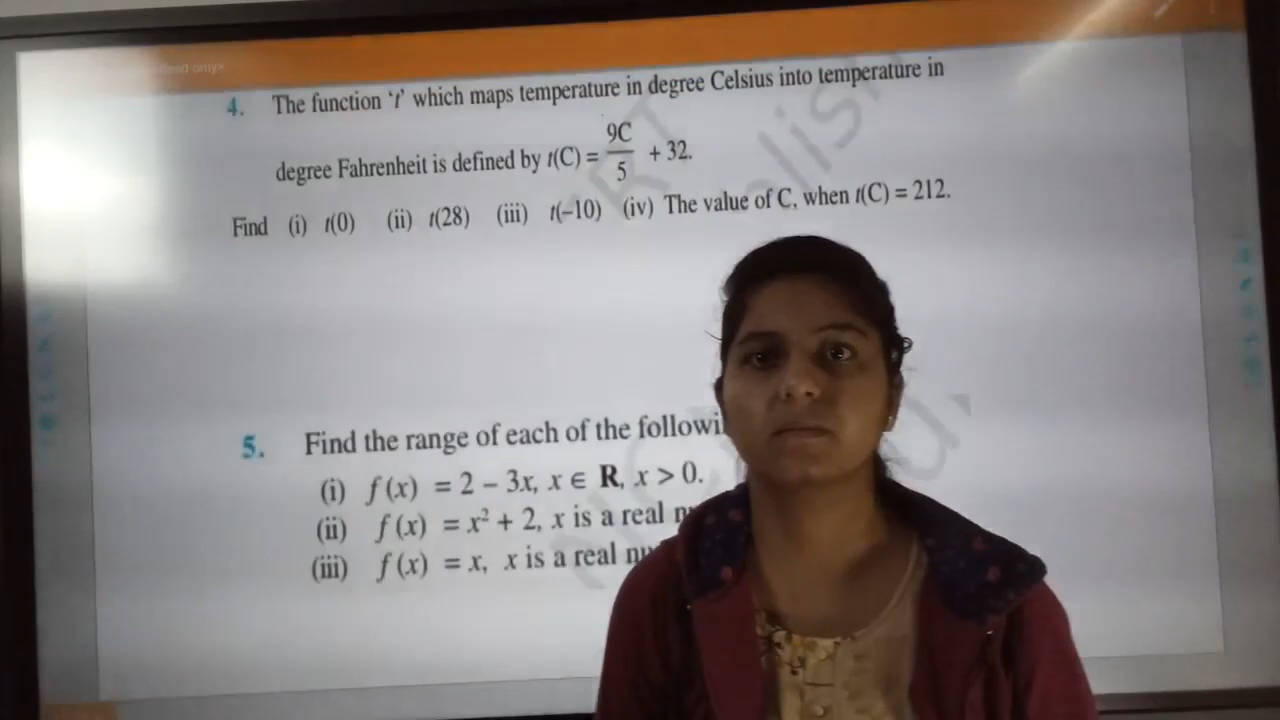 4. The function ‘t’ which maps temperature in degree Celsius into temperature in
degree Fahrenheit is defined by t(C) = 9C/5 + 32.
Find (i) t(0) (ii) t(28) (iii) t(–10) (iv) The value of C, when t(C) = 212.
5. Find the range of each of the
(i) f (x) = 2 – 3x, x ∈ R, x > 0.
(ii) f (x) = x² + 2, x is a real
(iii) f (x) = x, x is a real